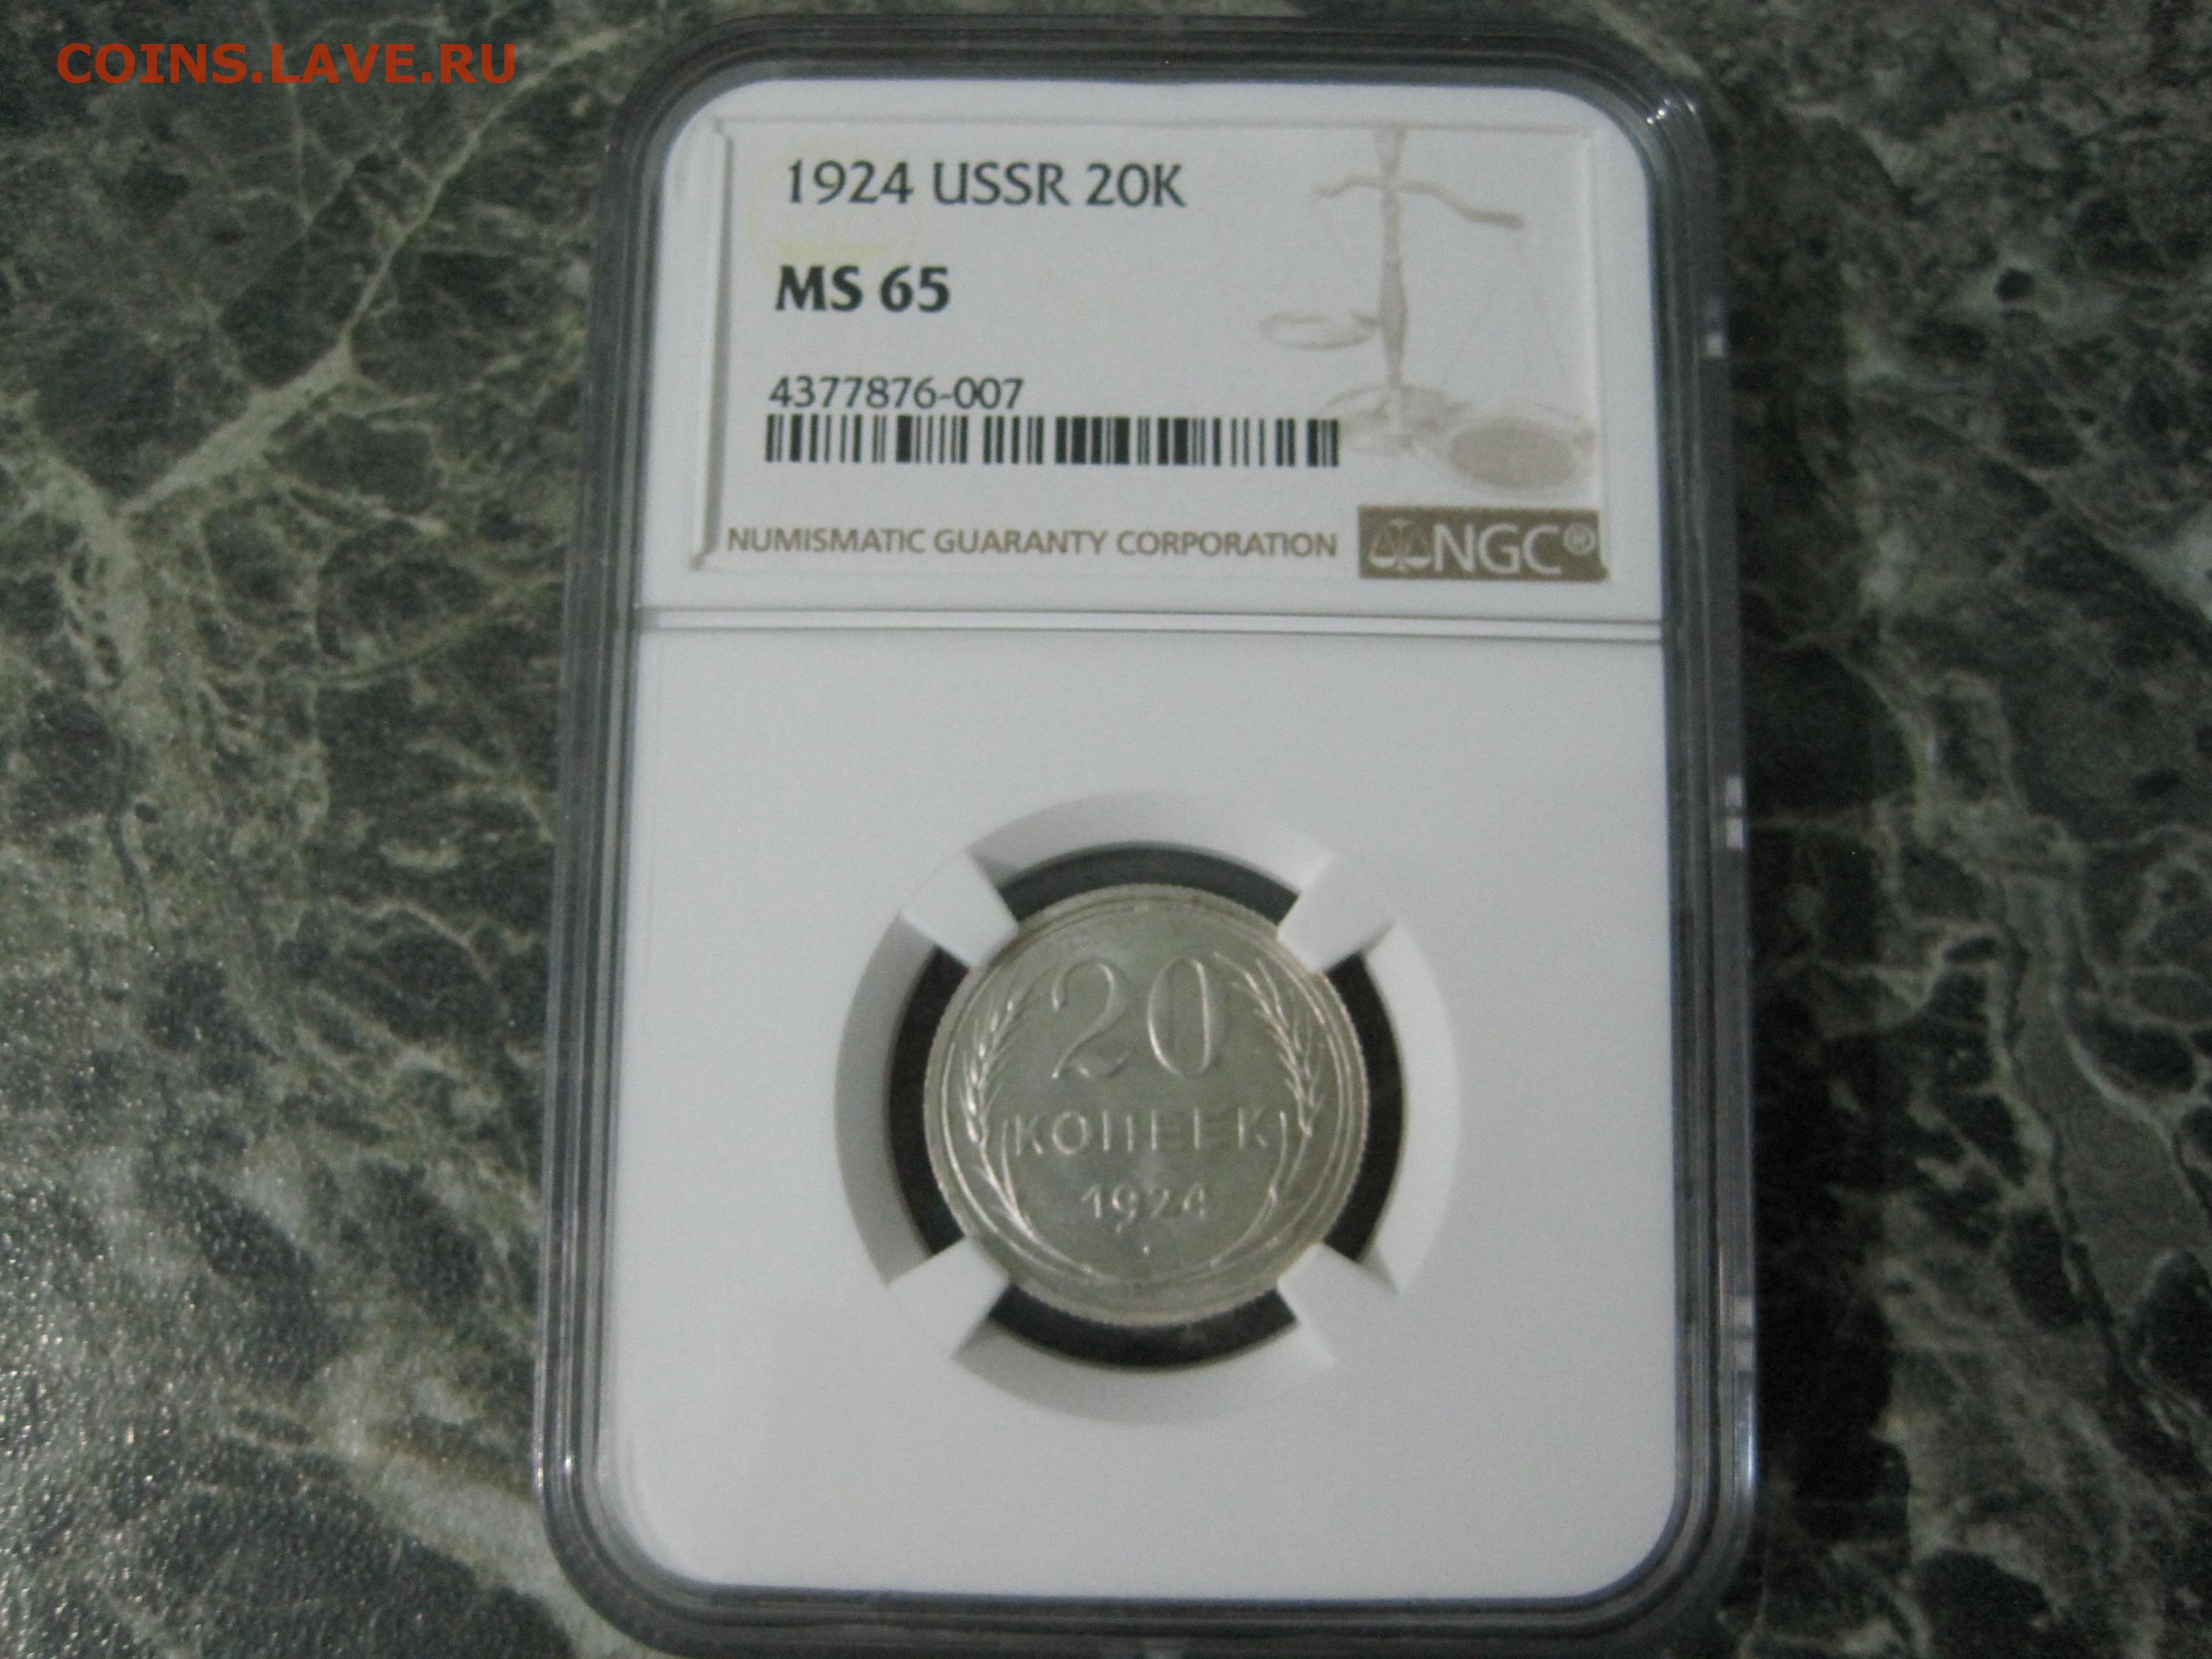 COINS.LAVE.RU
1924 USSR 20K
MS 65
4377876-007
NUMISMATIC GUARANTY CORPORATION NGC®
20
КОПЕЕК
1924